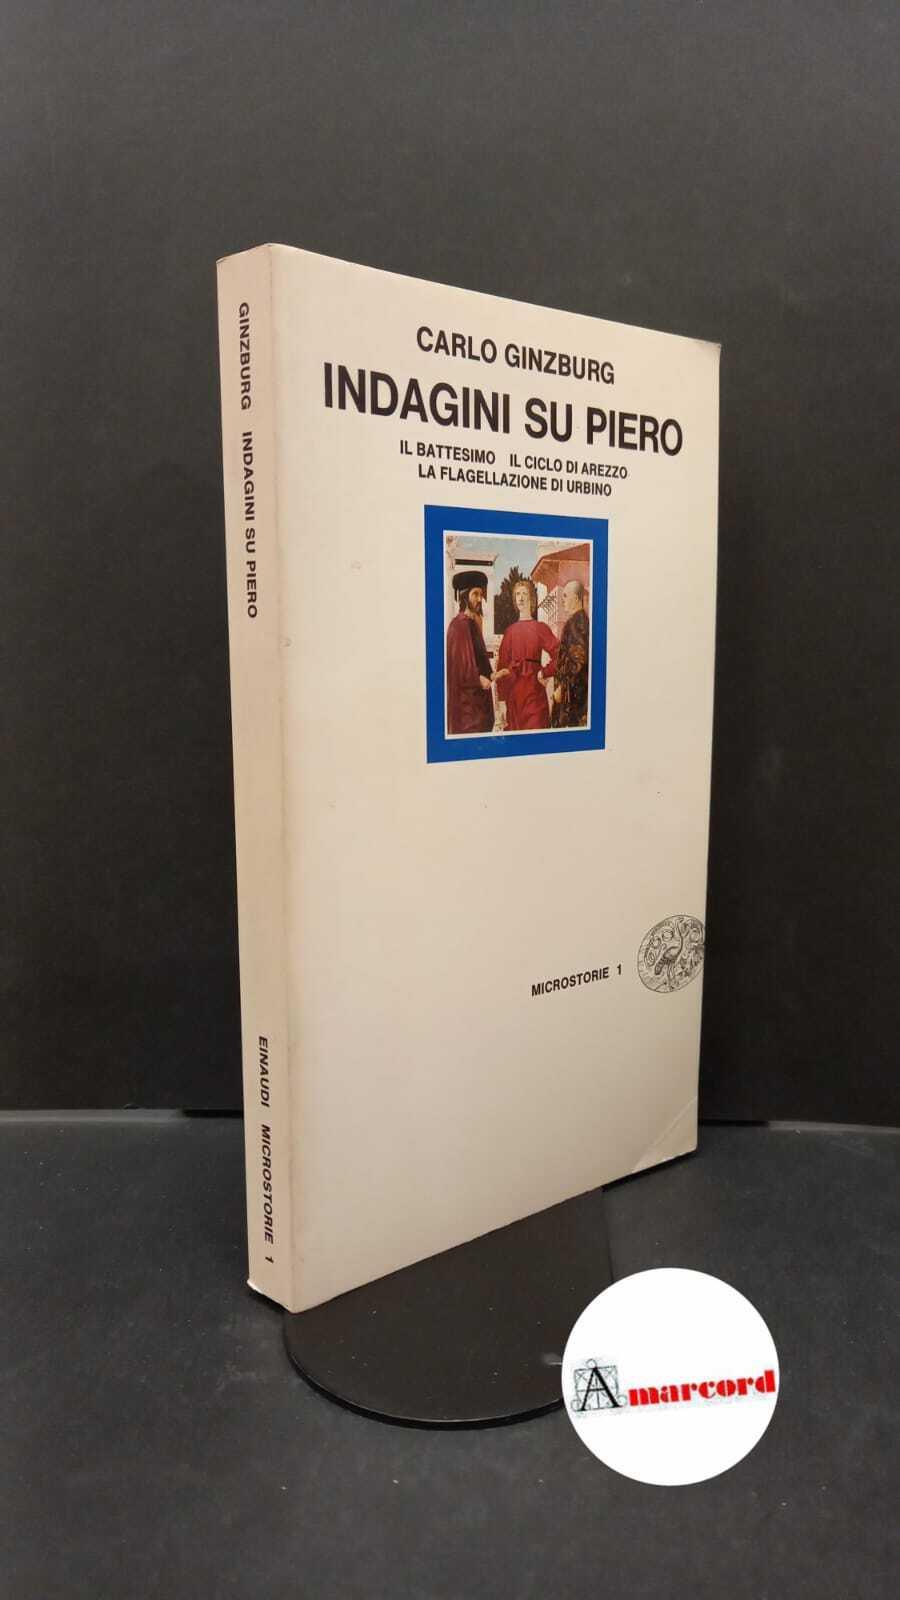 CARLO GINZBURG
INDAGINI SU PIERO
IL BATTESIMO IL CICLO DI AREZZO
LA FLAGELLAZIONE DI URBINO
MICROSTORIE 1
GINZBURG INDAGINI SU PIERO
EINAUDI MICROSTORIE 1
Amarcord